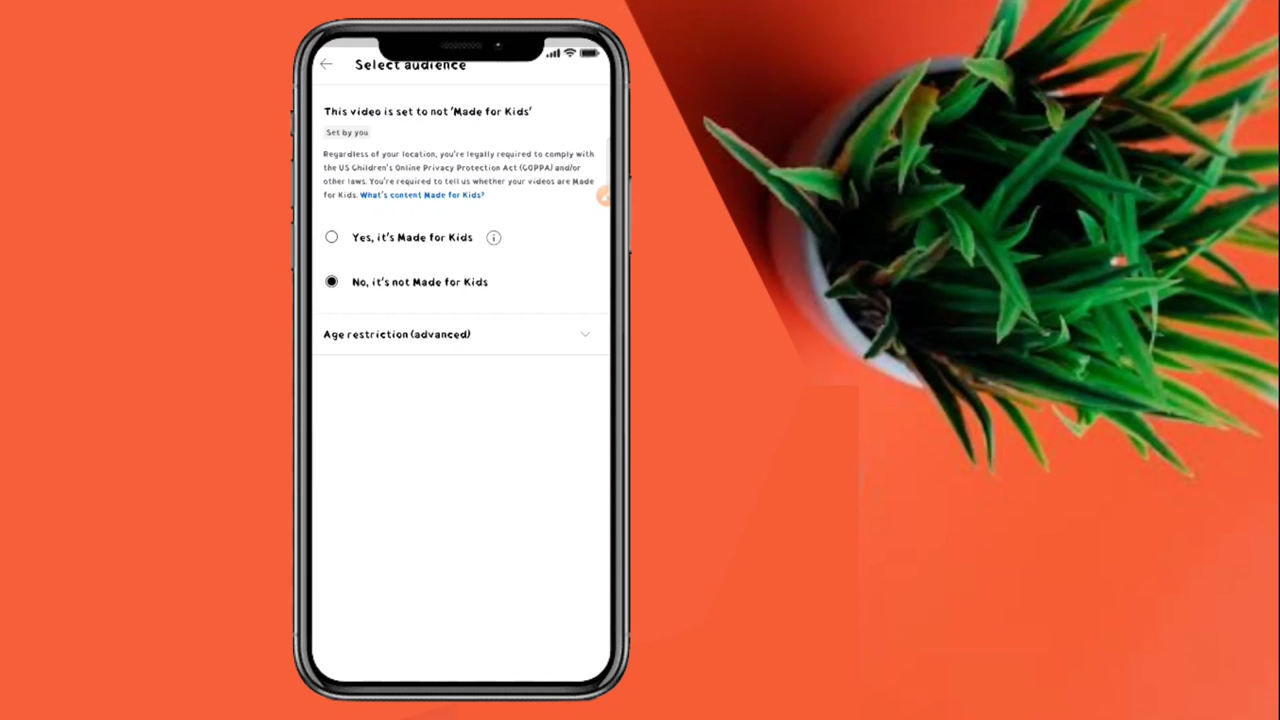 Select audience
This video is set to not 'Made for Kids'
Set by you
Regardless of your location, you're legally required to comply with
the US Children's Online Privacy Protection Act (COPPA) and/or
other laws. You're required to tell us whether your videos are Made
for Kids. What's content Made for Kids?
Yes, it's Made for Kids
No, it's not Made for Kids
Age restriction (advanced)